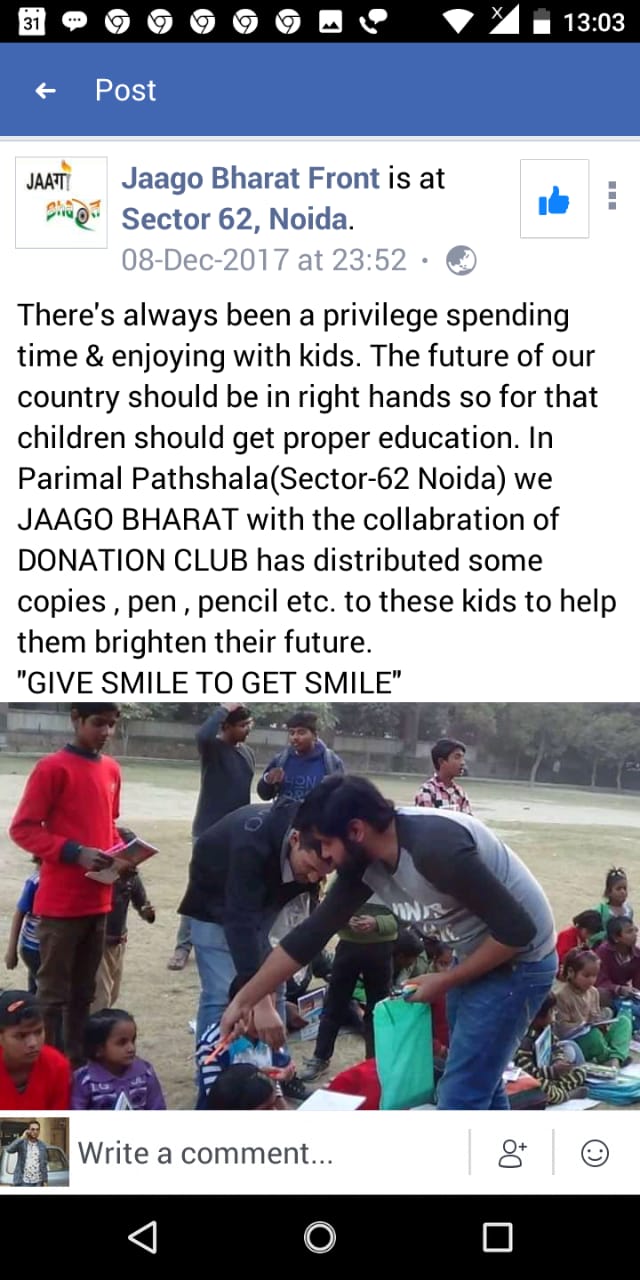 31
X
13:03
Post
JAAगो
Bhaरत
Jaago Bharat Front is at
Sector 62, Noida.
08-Dec-2017 at 23:52 ·
There's always been a privilege spending
time & enjoying with kids. The future of our
country should be in right hands so for that
children should get proper education. In
Parimal Pathshala(Sector-62 Noida) we
JAAGO BHARAT with the collabration of
DONATION CLUB has distributed some
copies , pen , pencil etc. to these kids to help
them brighten their future.
"GIVE SMILE TO GET SMILE"
Write a comment...